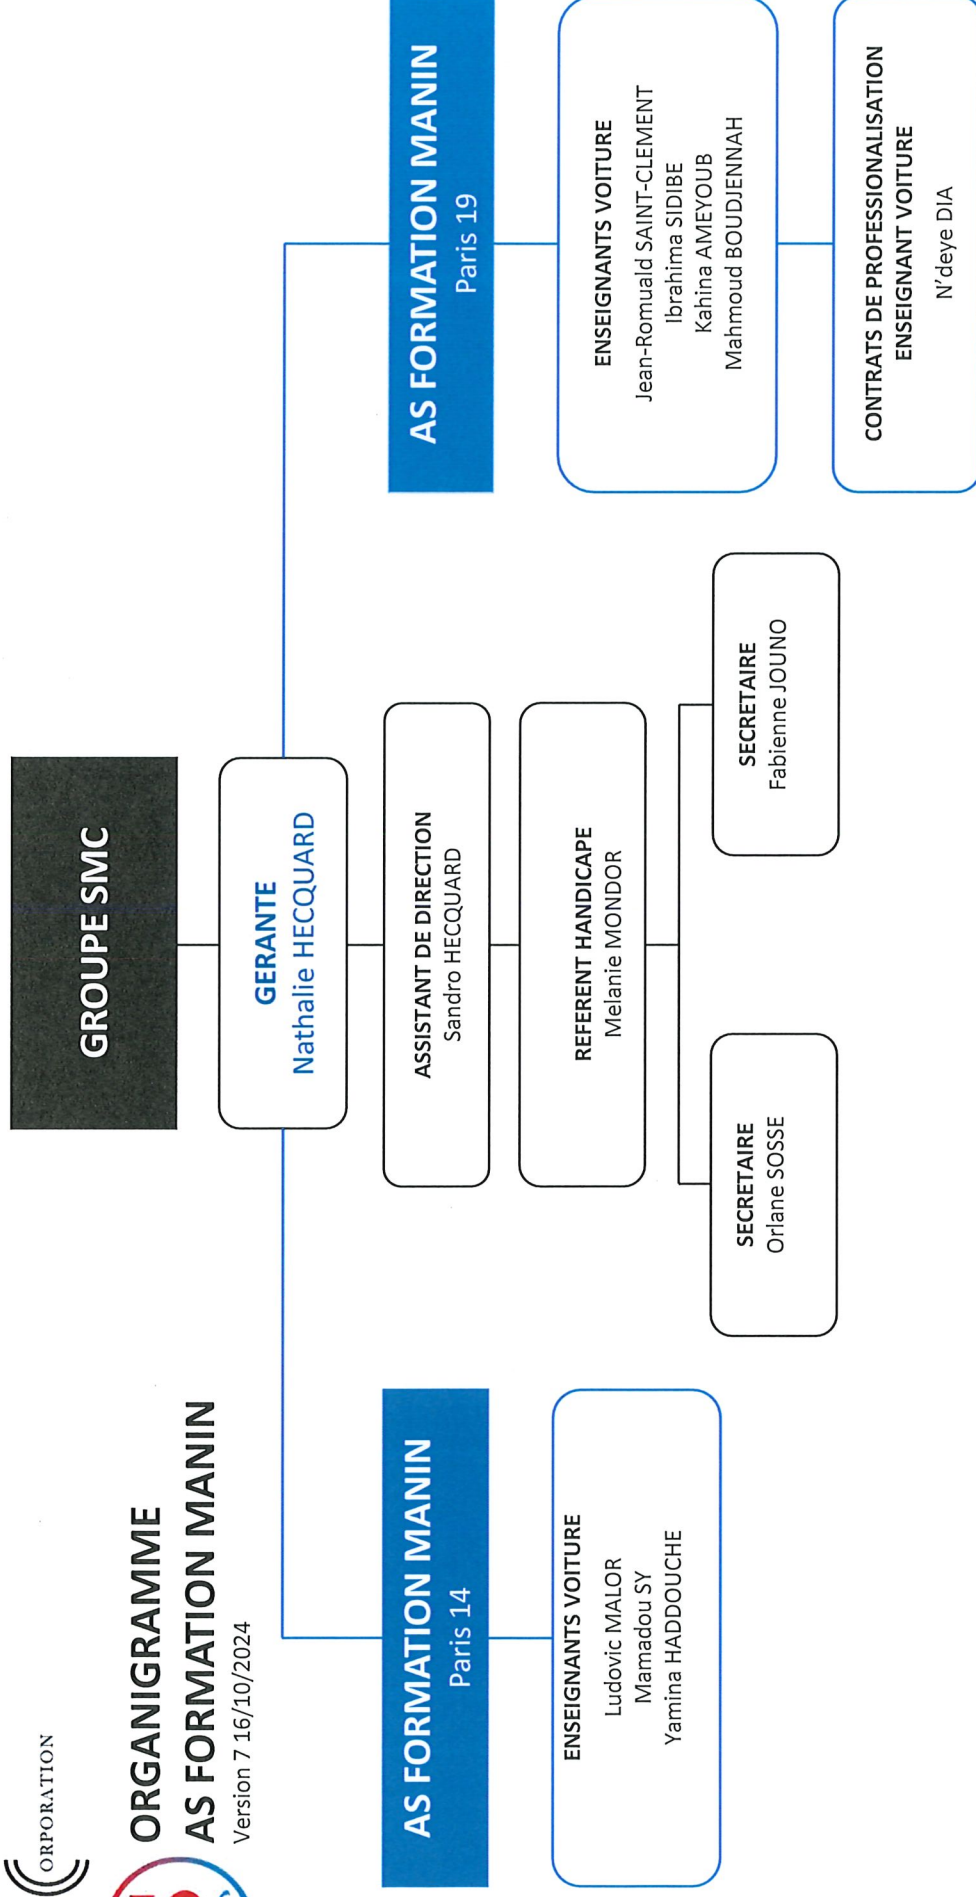 ORPORATION
ORGANIGRAMME
AS FORMATION MANIN
Version 7 16/10/2024
GROUPE SMC
GERANTE
Nathalie HECQUARD
ASSISTANT DE DIRECTION
Sandro HECQUARD
REFERENT HANDICAPE
Melanie MONDOR
SECRETAIRE
Orlane SOSSE
SECRETAIRE
Fabienne JOUNO
AS FORMATION MANIN
Paris 14
ENSEIGNANTS VOITURE
Ludovic MALOR
Mamadou SY
Yamina HADDOUCHE
AS FORMATION MANIN
Paris 19
ENSEIGNANTS VOITURE
Jean-Romuald SAINT-CLEMENT
Ibrahima SIDIBE
Kahina AMEYOUB
Mahmoud BOUDJENNAH
CONTRATS DE PROFESSIONALISATION
ENSEIGNANT VOITURE
N'deye DIA